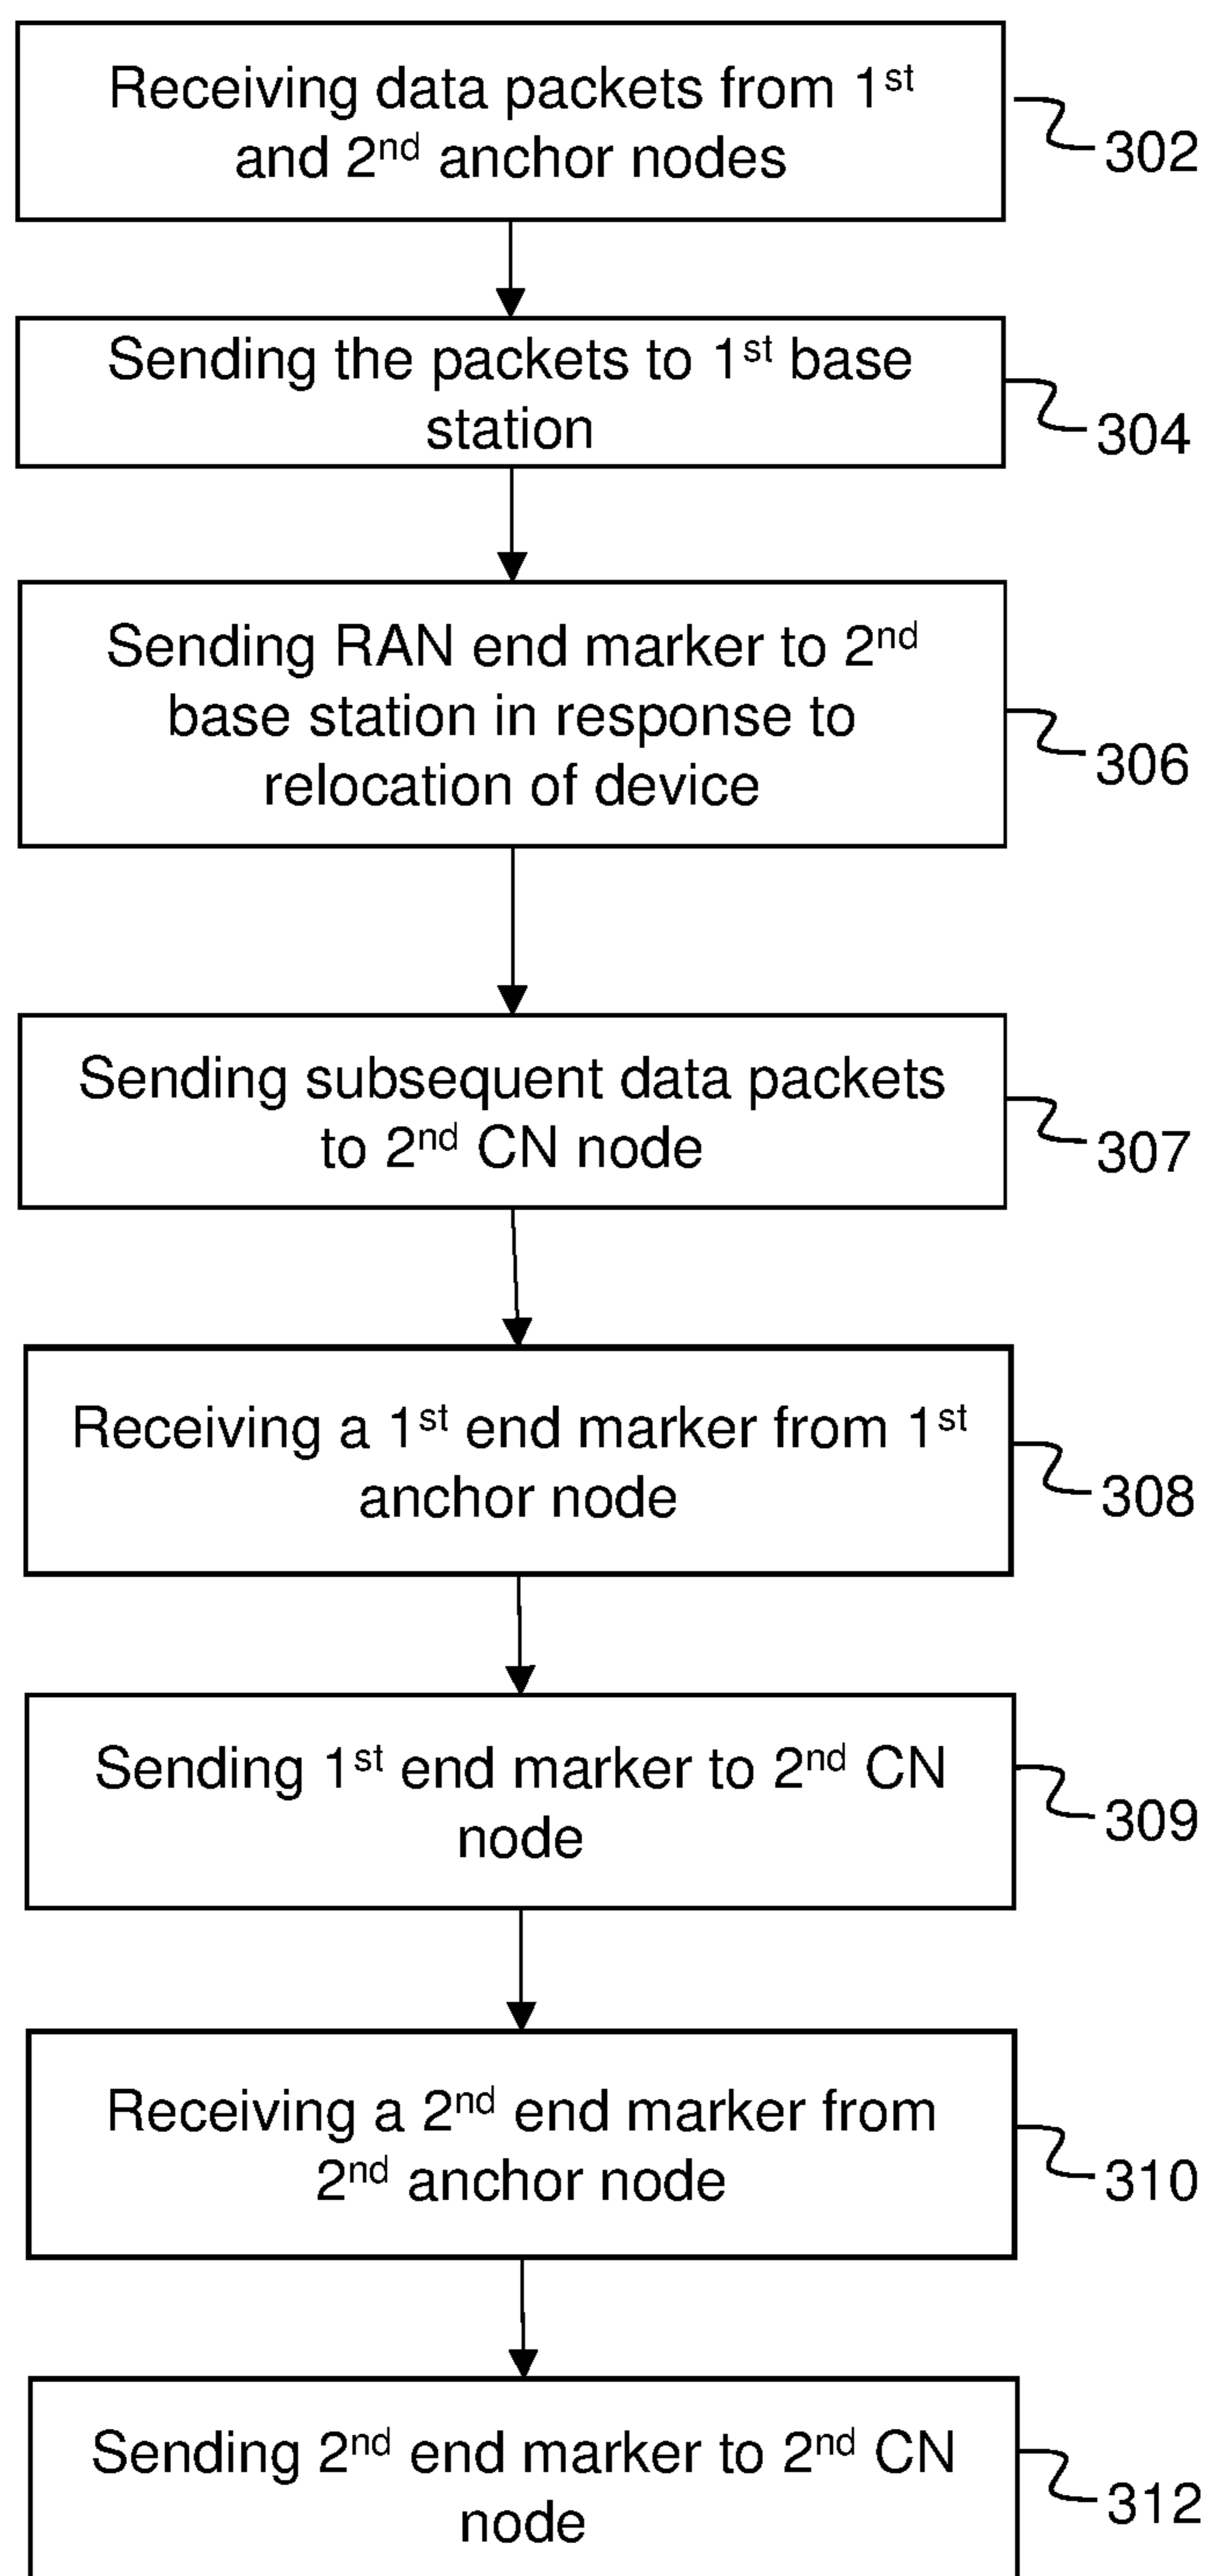 Receiving data packets from 1st
and 2nd anchor nodes
302
Sending the packets to 1st base
station
304
Sending RAN end marker to 2nd
base station in response to
relocation of device
306
Sending subsequent data packets
to 2nd CN node
307
Receiving a 1st end marker from 1st
anchor node
308
Sending 1st end marker to 2nd CN
node
309
Receiving a 2nd end marker from
2nd anchor node
310
Sending 2nd end marker to 2nd CN
node
312